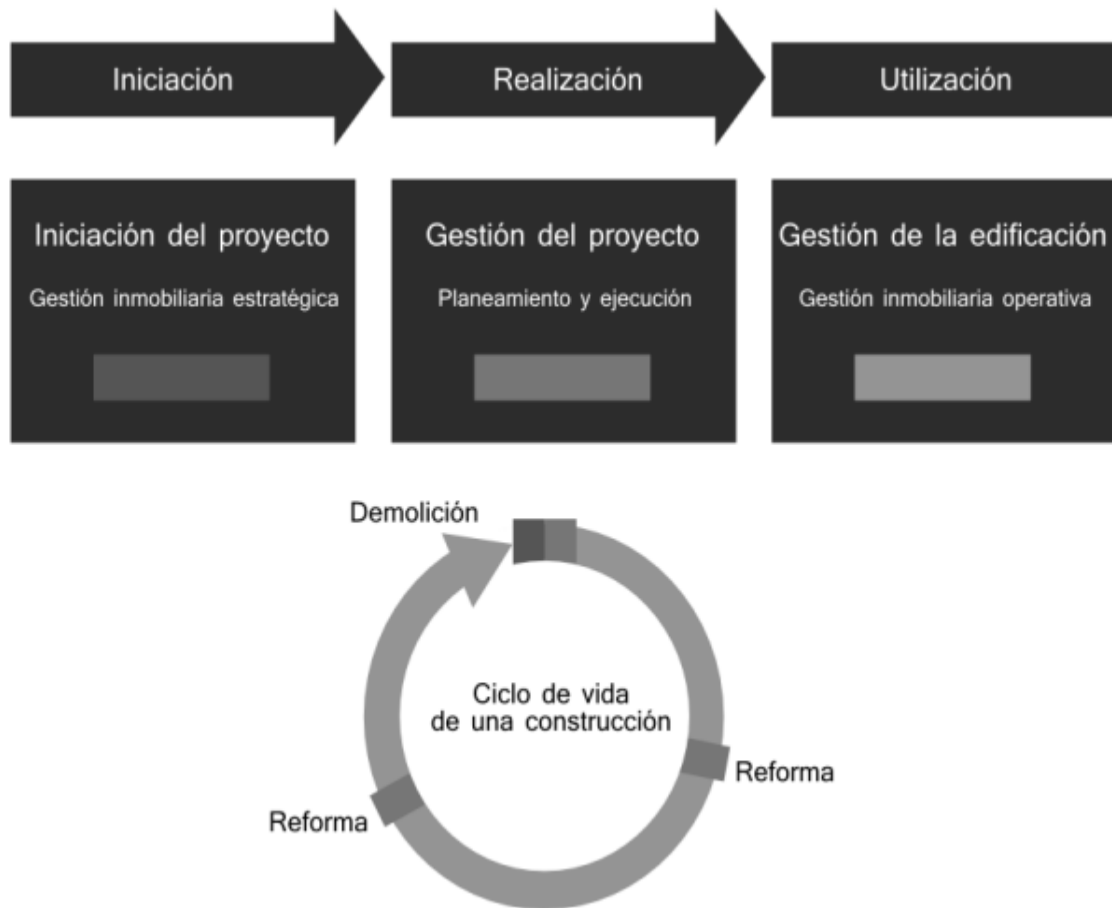 Iniciación
Realización
Utilización
Iniciación del proyecto
Gestión inmobiliaria estratégica
Gestión del proyecto
Planeamiento y ejecución
Gestión de la edificación
Gestión inmobiliaria operativa
Demolición
Ciclo de vida
de una construcción
Reforma
Reforma